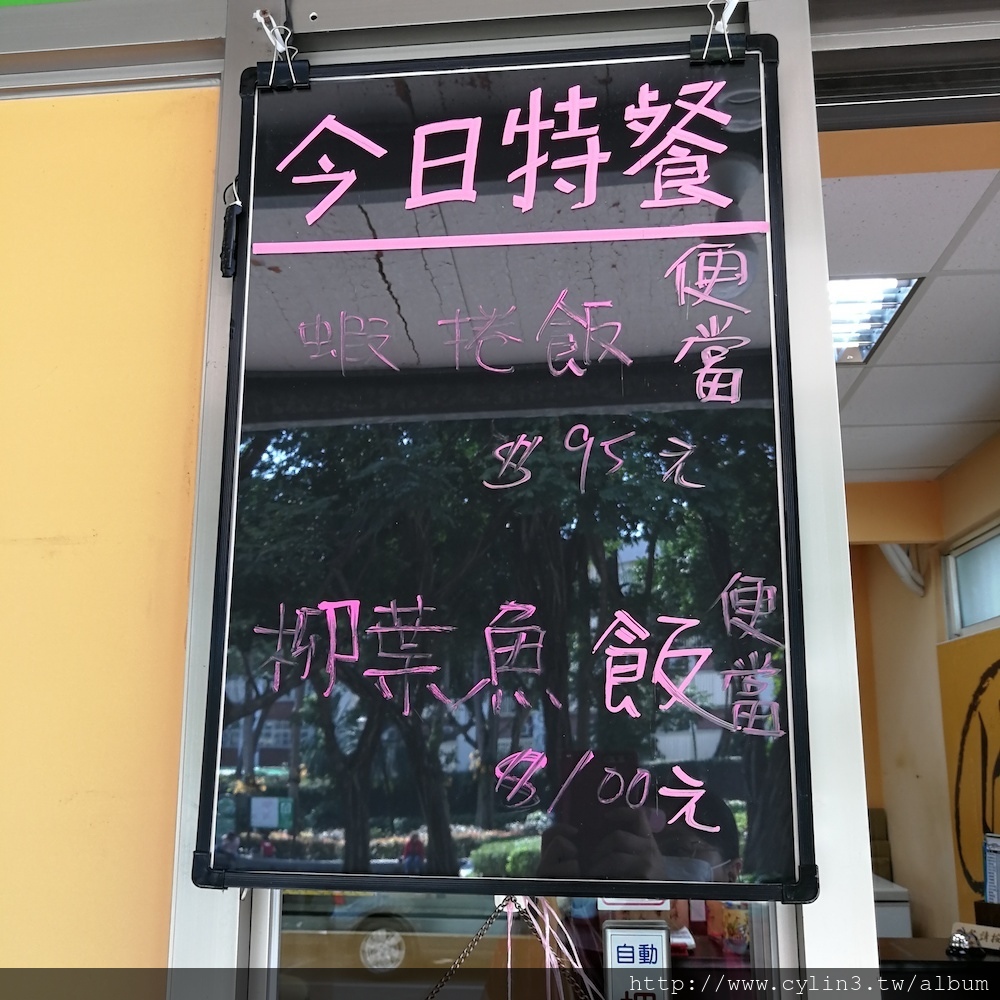 今日特餐
蝦捲飯便當
$95元
柳葉魚飯便當
$100元
自動
http://www.cylin3.tw/album